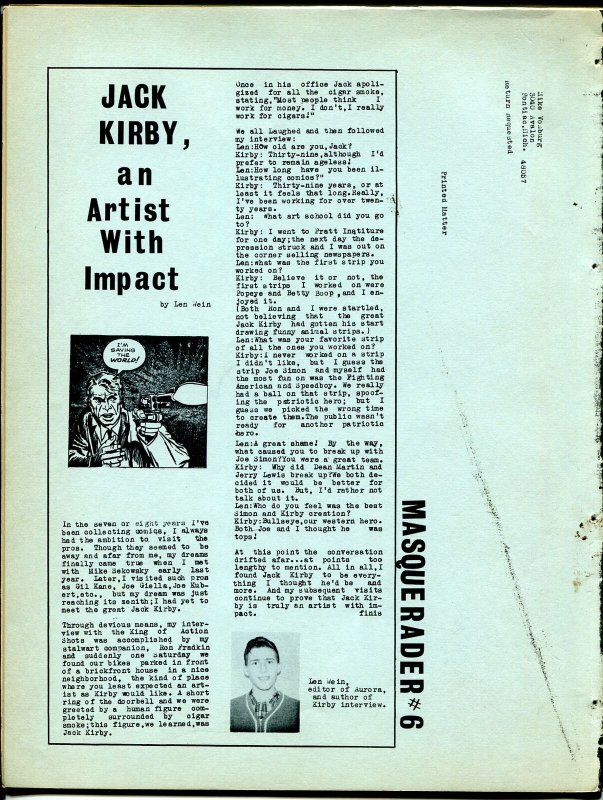 JACK
KIRBY,
an
Artist
With
Impact
by Len Wein
I'M
SAVING
THE
WORLD!
In the seven or eight years I've
been collecting comics, I always
had the ambition to visit the
pros. Though they seemed to be
away and afar from me, my dreams
finally came true when I met
with Mike Sekowsky early last
year. Later,I visited such pros
as Gil Kane, Joe Giella,Joe Kub-
ert,etc., but my dream was just
reaching its zenith;I had yet to
meet the great Jack Kirby.
Through devious means, my inter-
view with the King of Action
Shots was accomplished by my
stalwart companion, Ron Fradkin
and suddenly one Saturday we
found our bikes parked in front
of a brickfront house in a nice
neighborhood, the kind of place
where you least expected an art-
ist as Kirby would like. A short
ring of the doorbell and we were
greeted by a human figure com-
pletely surrounded by cigar
smoke;this figure,we learned,was
Jack Kirby.
Once in his office Jack apoli-
gized for all the cigar smoke,
stating,"Most people think I
work for money. I don't,I really
work for cigars!"
We all Laughed and then followed
my interview:
Len:HOw old are you,Jack?
Kirby: Thirty-nine,although I'd
prefer to remain ageless!
Len:How long have you been il-
lustrating comics?"
Kirby: Thirty-nine years, or at
least it feels that long.Really,
I've been working for over twen-
ty years.
Len: What art school did you go
to?
Kirby: I went to Pratt Institure
for one day;the next day the de-
pression struck and I was out on
the corner selling newspapers.
Len:What was the first strip you
worked on?
Kirby: Believe it or not, the
first strips I worked on were
Popeye and Betty Boop ,and I en-
joyed it.
(Both Ron and I were startled,
not believing that the great
Jack Kirby had gotten his start
drawing funny animal strips.)
Len:What was your favorite strip
of all the ones you worked on?
Kirby:I never worked on a strip
I didn't like, but I guess the
strip Joe Simon and myself had
the most fun on was the Fighting
American and Speedboy. We really
had a ball on that strip, spoof-
ing the patriotic hero; but I
guess we picked the wrong time
to create them.The public wasn't
ready for another patriotic
hero.
Len:A great shame! By the way,
what caused you to break up with
Joe Simon?You were a great team.
Kirby: Why did Dean Martin and
Jerry Lewis break up?We both de-
cided it would be better for
both of us. But, I'd rather not
talk about it.
Len:Who do you feel was the best
Simon and Kirby creation?
Kirby:Bullseye,our western hero.
Both Joe and I thought he was
tops!
At this point the conversation
drifted afar...at points too
lengthy to mention. All in all,I
found Jack Kirby to be every-
thing I thought he'd be and
more. And my subsequent visits
continue to prove that Jack Kir-
by is truly an artist with im-
pact. finis
Len Wein,
editor of Aurora,
and author of
Kirby interview.
MASQUERADER #6
Mike Vosburg
3040 Avalon
Pontiac,Mich. 48057
Return Requested
Printed Matter